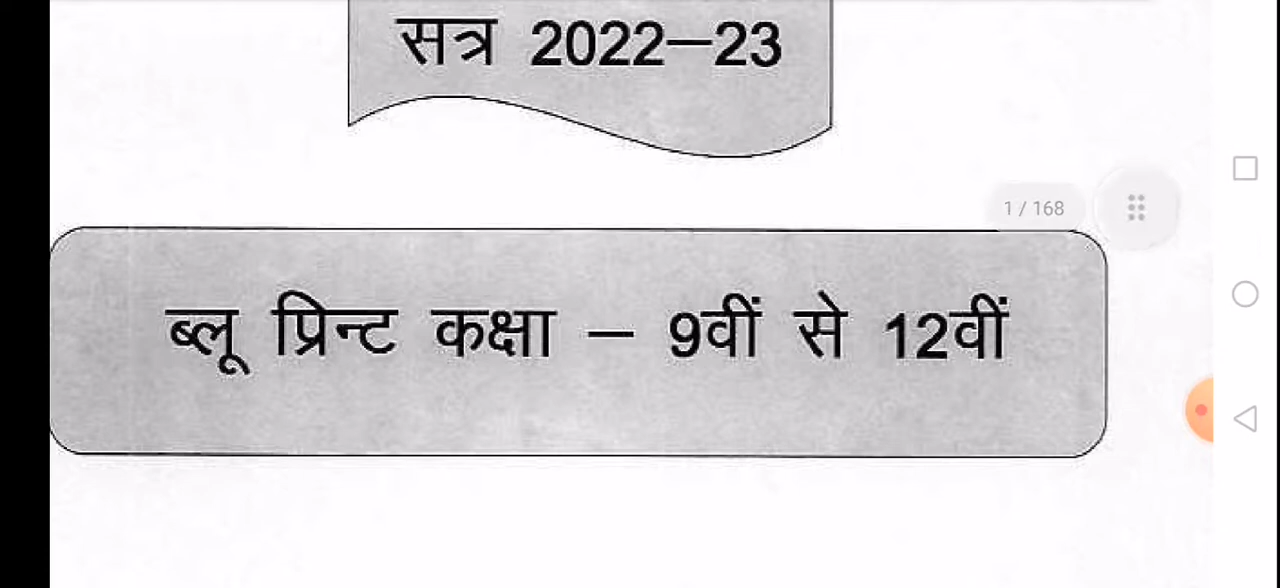 सत्र 2022–23
1 / 168
ब्लू प्रिन्ट कक्षा – 9वीं से 12वीं